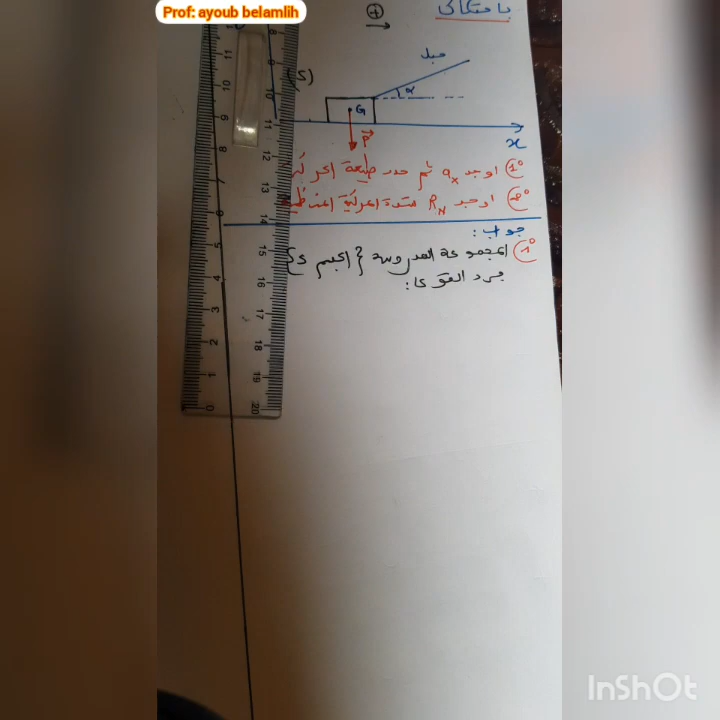 Prof: ayoub belamlih
باحتكاك
+
حبل
(S)
α
G
P
x
1° اوجد ax ثم حدد طبيعة الحركة
2° اوجد RN شدة المركبة المنظمية
جواب:
1° المجموعة المدروسة {الجسم S}
جرد القوى:
InShOt